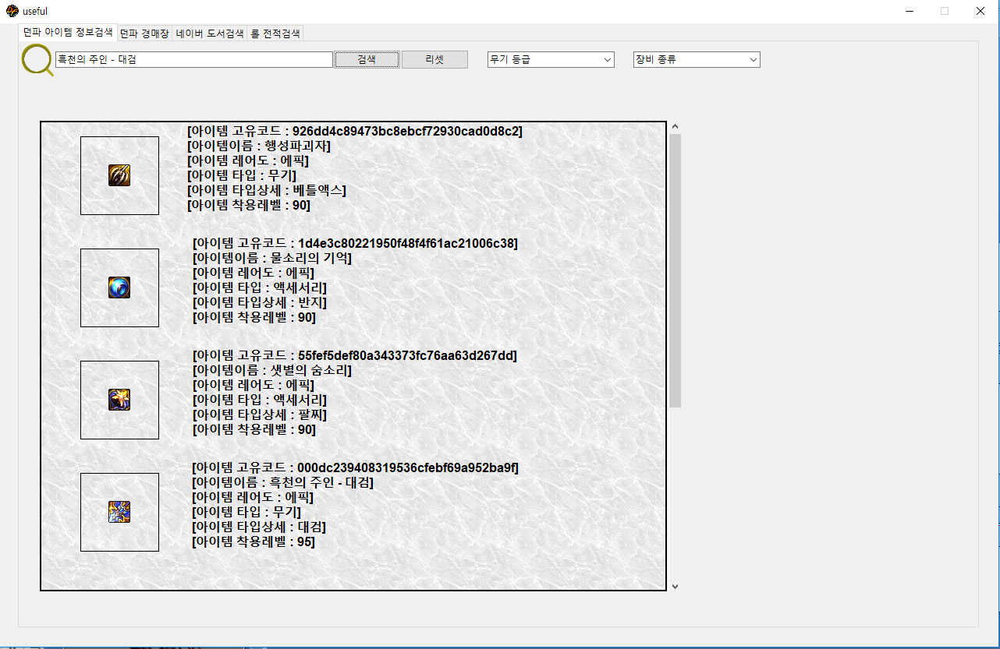 useful
던파 아이템 정보검색 던파 경매장 네이버 도서검색 롤 전적검색
흑천의 주인 - 대검 검색 리셋 무기 등급 장비 종류
[아이템 고유코드 : 926dd4c89473bc8ebcf72930cad0d8c2]
[아이템이름 : 행성파괴자]
[아이템 레어도 : 에픽]
[아이템 타입 : 무기]
[아이템 타입상세 : 베틀액스]
[아이템 착용레벨 : 90]
[아이템 고유코드 : 1d4e3c80221950f48f4f61ac21006c38]
[아이템이름 : 물소리의 기억]
[아이템 레어도 : 에픽]
[아이템 타입 : 액세서리]
[아이템 타입상세 : 반지]
[아이템 착용레벨 : 90]
[아이템 고유코드 : 55fef5def80a343373fc76aa63d267dd]
[아이템이름 : 샛별의 숨소리]
[아이템 레어도 : 에픽]
[아이템 타입 : 액세서리]
[아이템 타입상세 : 팔찌]
[아이템 착용레벨 : 90]
[아이템 고유코드 : 000dc239408319536cfebf69a952ba9f]
[아이템이름 : 흑천의 주인 - 대검]
[아이템 레어도 : 에픽]
[아이템 타입 : 무기]
[아이템 타입상세 : 대검]
[아이템 착용레벨 : 95]